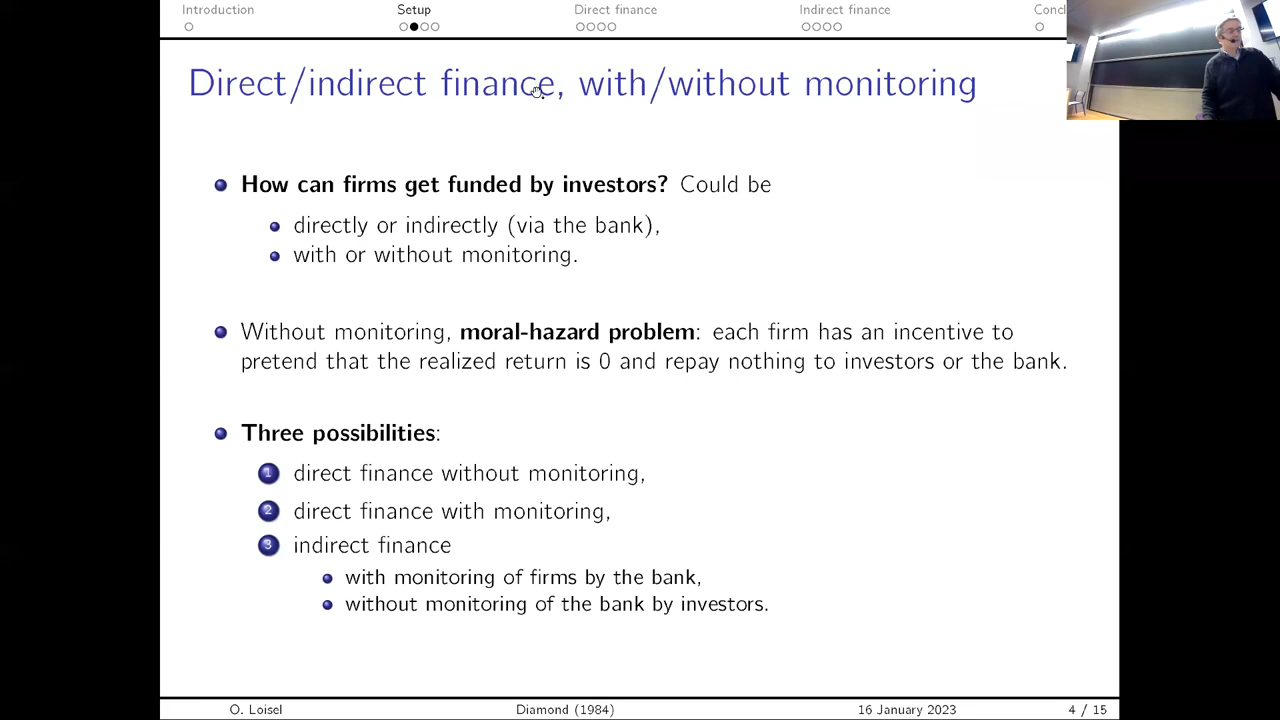 Introduction
Setup
Direct finance
Indirect finance
Direct/indirect finance, with/without monitoring
How can firms get funded by investors? Could be
directly or indirectly (via the bank),
with or without monitoring.
Without monitoring, moral-hazard problem: each firm has an incentive to
pretend that the realized return is 0 and repay nothing to investors or the bank.
Three possibilities:
1 direct finance without monitoring,
2 direct finance with monitoring,
3 indirect finance
with monitoring of firms by the bank,
without monitoring of the bank by investors.
O. Loisel Diamond (1984) 16 January 2023 4 / 15